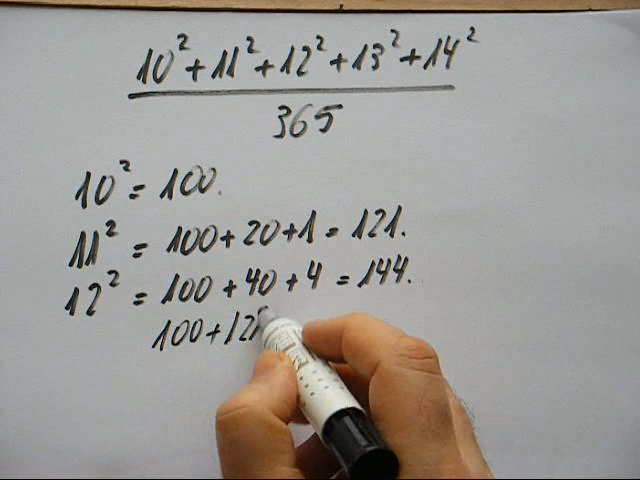 10² + 11² + 12² + 13² + 14²
365
10² = 100.
11² = 100 + 20 + 1 = 121.
12² = 100 + 40 + 4 = 144.
100 + 121